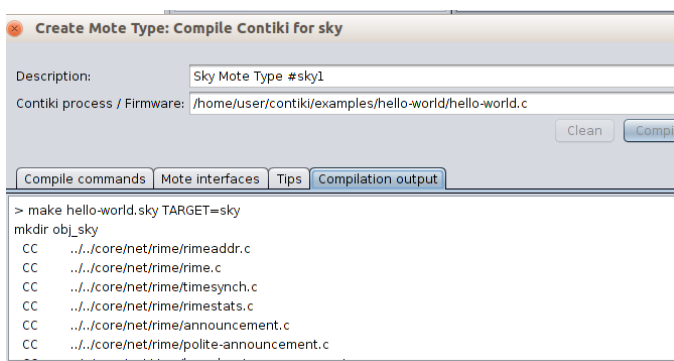 Create Mote Type: Compile Contiki for sky
Description: Sky Mote Type #sky1
Contiki process / Firmware: /home/user/contiki/examples/hello-world/hello-world.c
Clean Compi
Compile commands Mote interfaces Tips Compilation output
> make hello-world.sky TARGET=sky
mkdir obj_sky
CC ../../core/net/rime/rimeaddr.c
CC ../../core/net/rime/rime.c
CC ../../core/net/rime/timesynch.c
CC ../../core/net/rime/rimestats.c
CC ../../core/net/rime/announcement.c
CC ../../core/net/rime/polite-announcement.c